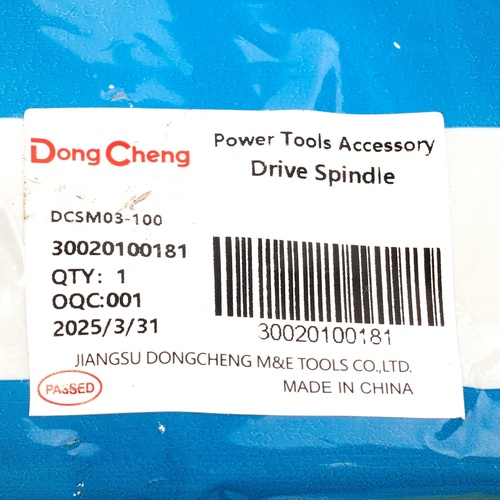 DongCheng
Power Tools Accessory
Drive Spindle
DCSM03-100
30020100181
QTY: 1
OQC:001
2025/3/31
30020100181
JIANGSU DONGCHENG M&E TOOLS CO.,LTD.
PASSED
MADE IN CHINA